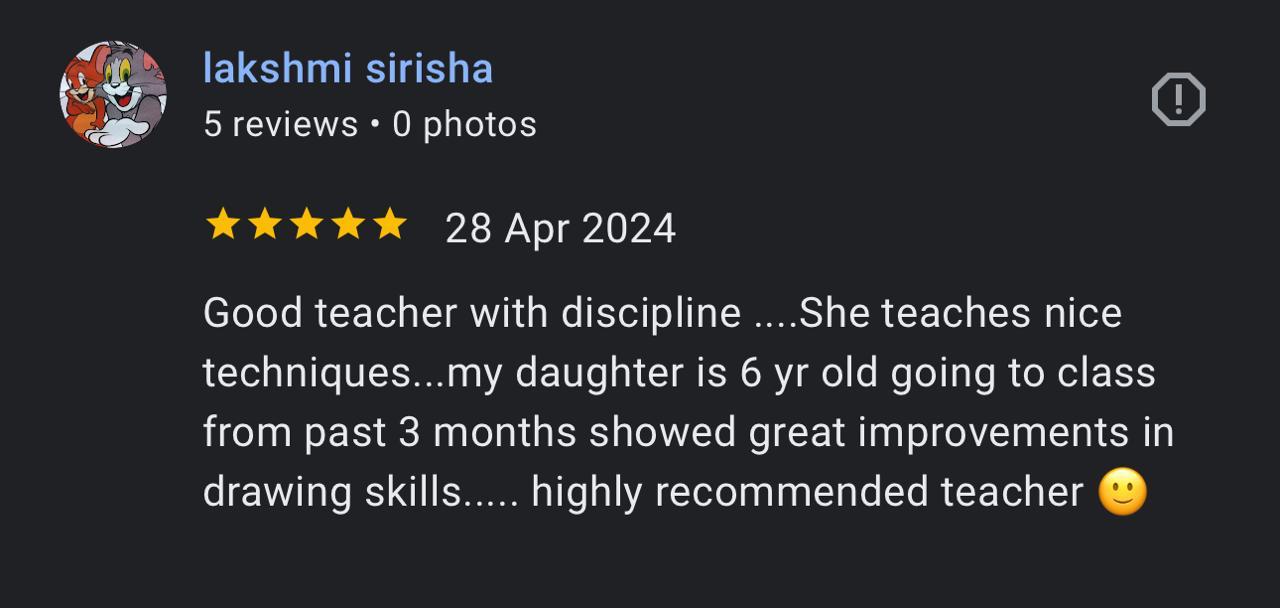 lakshmi sirisha
5 reviews • 0 photos
28 Apr 2024
Good teacher with discipline ....She teaches nice
techniques...my daughter is 6 yr old going to class
from past 3 months showed great improvements in
drawing skills..... highly recommended teacher 🙂